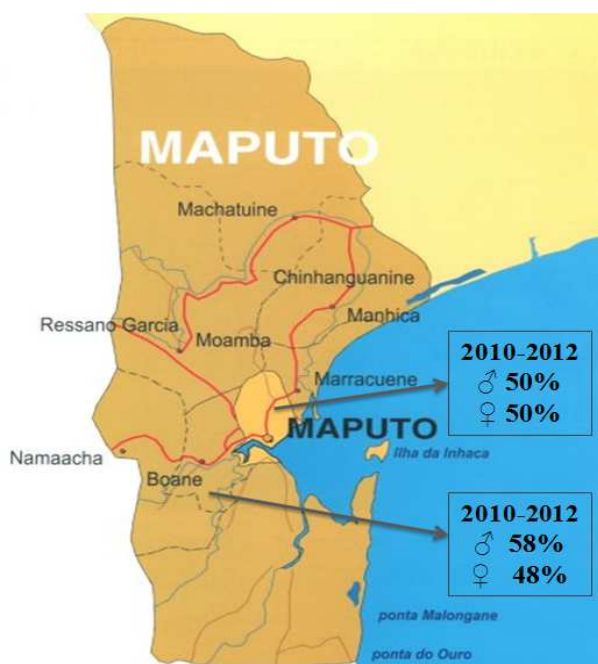 MAPUTO
Machatuine
Chinhanguanine
Ressano Garcia
Moamba
Manhica
2010-2012
♂ 50%
♀ 50%
Marracuene
MAPUTO
Ilha da Inhaca
Namaacha
Boane
2010-2012
♂ 58%
♀ 48%
ponta Malongane
ponta do Ouro